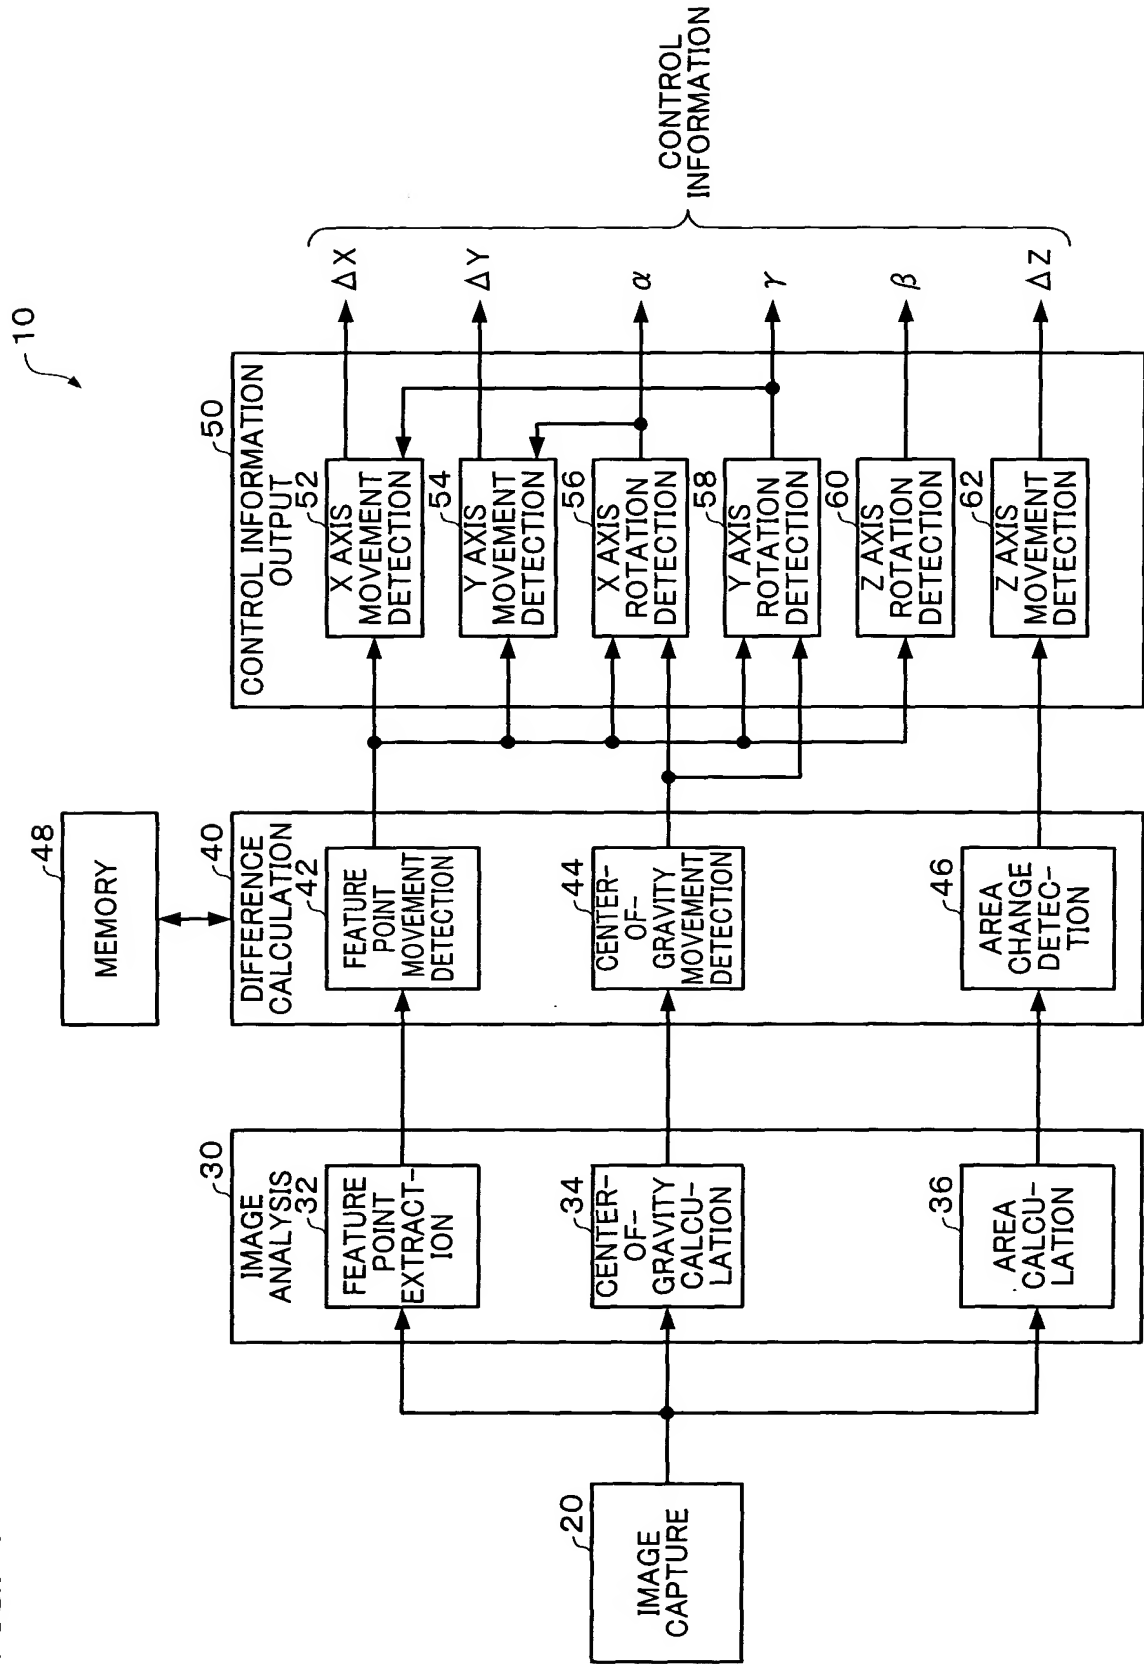 10
20
IMAGE
CAPTURE
30
IMAGE
ANALYSIS
32
FEATURE
POINT
EXTRACT-
ION
34
CENTER-
OF-
GRAVITY
CALCU-
LATION
36
AREA
CALCU-
LATION
48
MEMORY
40
DIFFERENCE
CALCULATION
42
FEATURE
POINT
MOVEMENT
DETECTION
44
CENTER-
OF-
GRAVITY
MOVEMENT
DETECTION
46
AREA
CHANGE
DETEC-
TION
50
CONTROL INFORMATION
OUTPUT
52
X AXIS
MOVEMENT
DETECTION
54
Y AXIS
MOVEMENT
DETECTION
56
X AXIS
ROTATION
DETECTION
58
Y AXIS
ROTATION
DETECTION
60
Z AXIS
ROTATION
DETECTION
62
Z AXIS
MOVEMENT
DETECTION
ΔX
ΔY
α
γ
β
ΔZ
CONTROL
INFORMATION